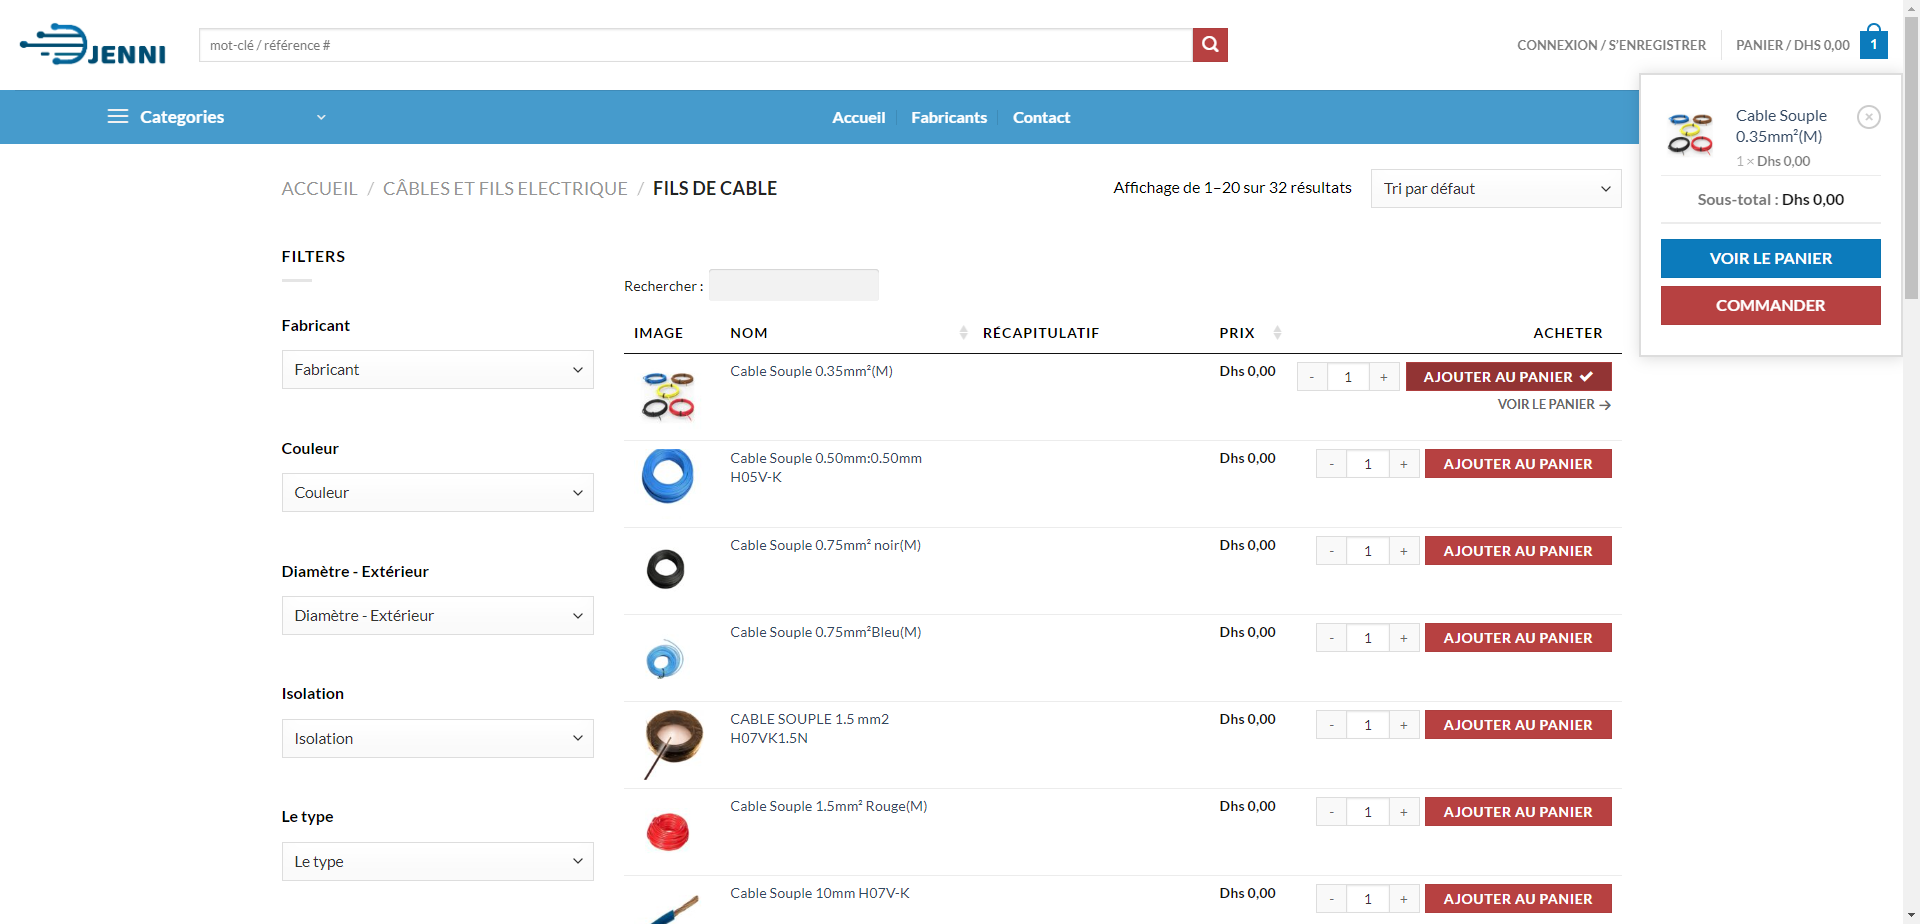 JENNI
mot-clé / référence #
CONNEXION / S'ENREGISTRER
PANIER / DHS 0,00
1
Categories
Accueil
Fabricants
Contact
Cable Souple
0.35mm²(M)
×
1 × Dhs 0,00
Sous-total : Dhs 0,00
VOIR LE PANIER
COMMANDER
ACCUEIL / CÂBLES ET FILS ELECTRIQUE / FILS DE CABLE
Affichage de 1–20 sur 32 résultats
Tri par défaut
FILTERS
Fabricant
Fabricant
Couleur
Couleur
Diamètre - Extérieur
Diamètre - Extérieur
Isolation
Isolation
Le type
Le type
Rechercher :
IMAGE NOM RÉCAPITULATIF PRIX ACHETER
Cable Souple 0.35mm²(M) Dhs 0,00 - 1 + AJOUTER AU PANIER
VOIR LE PANIER
Cable Souple 0.50mm:0.50mm Dhs 0,00 - 1 + AJOUTER AU PANIER
H05V-K
Cable Souple 0.75mm² noir(M) Dhs 0,00 - 1 + AJOUTER AU PANIER
Cable Souple 0.75mm²Bleu(M) Dhs 0,00 - 1 + AJOUTER AU PANIER
CABLE SOUPLE 1.5 mm2 Dhs 0,00 - 1 + AJOUTER AU PANIER
H07VK1.5N
Cable Souple 1.5mm² Rouge(M) Dhs 0,00 - 1 + AJOUTER AU PANIER
Cable Souple 10mm H07V-K Dhs 0,00 - 1 + AJOUTER AU PANIER